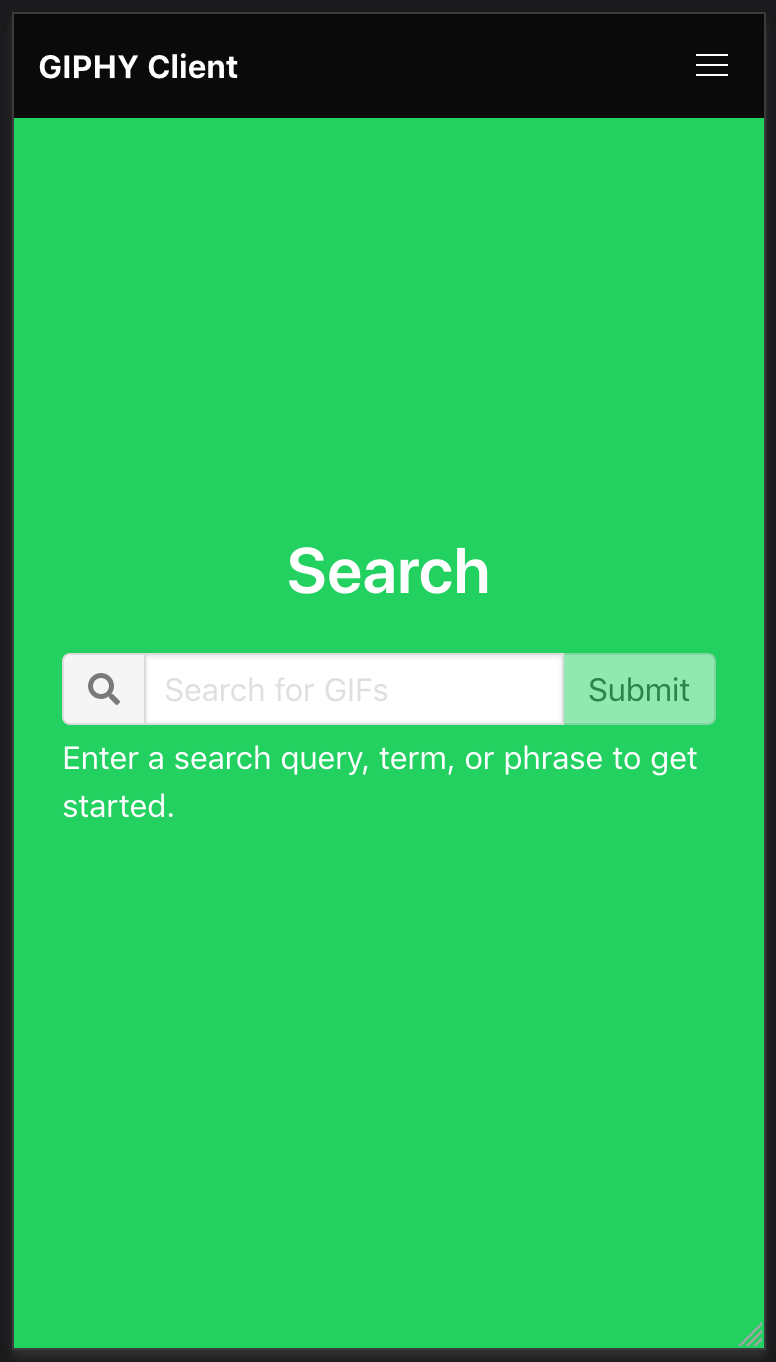 GIPHY Client
Search
Search for GIFs
Submit
Enter a search query, term, or phrase to get
started.